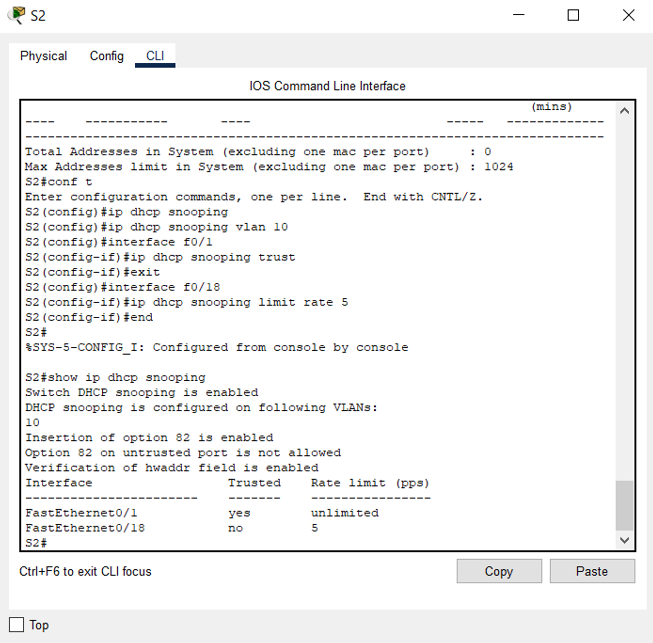 S2
Physical Config CLI
IOS Command Line Interface
(mins)
---- ----------- ---- ----- -------------
-----------------------------------------------------------------------------
Total Addresses in System (excluding one mac per port) : 0
Max Addresses limit in System (excluding one mac per port) : 1024
S2#conf t
Enter configuration commands, one per line. End with CNTL/Z.
S2(config)#ip dhcp snooping
S2(config)#ip dhcp snooping vlan 10
S2(config)#interface f0/1
S2(config-if)#ip dhcp snooping trust
S2(config-if)#exit
S2(config)#interface f0/18
S2(config-if)#ip dhcp snooping limit rate 5
S2(config-if)#end
S2#
%SYS-5-CONFIG_I: Configured from console by console
S2#show ip dhcp snooping
Switch DHCP snooping is enabled
DHCP snooping is configured on following VLANs:
10
Insertion of option 82 is enabled
Option 82 on untrusted port is not allowed
Verification of hwaddr field is enabled
Interface Trusted Rate limit (pps)
----------------------- ------- ----------------
FastEthernet0/1 yes unlimited
FastEthernet0/18 no 5
S2#
Ctrl+F6 to exit CLI focus
Copy
Paste
Top